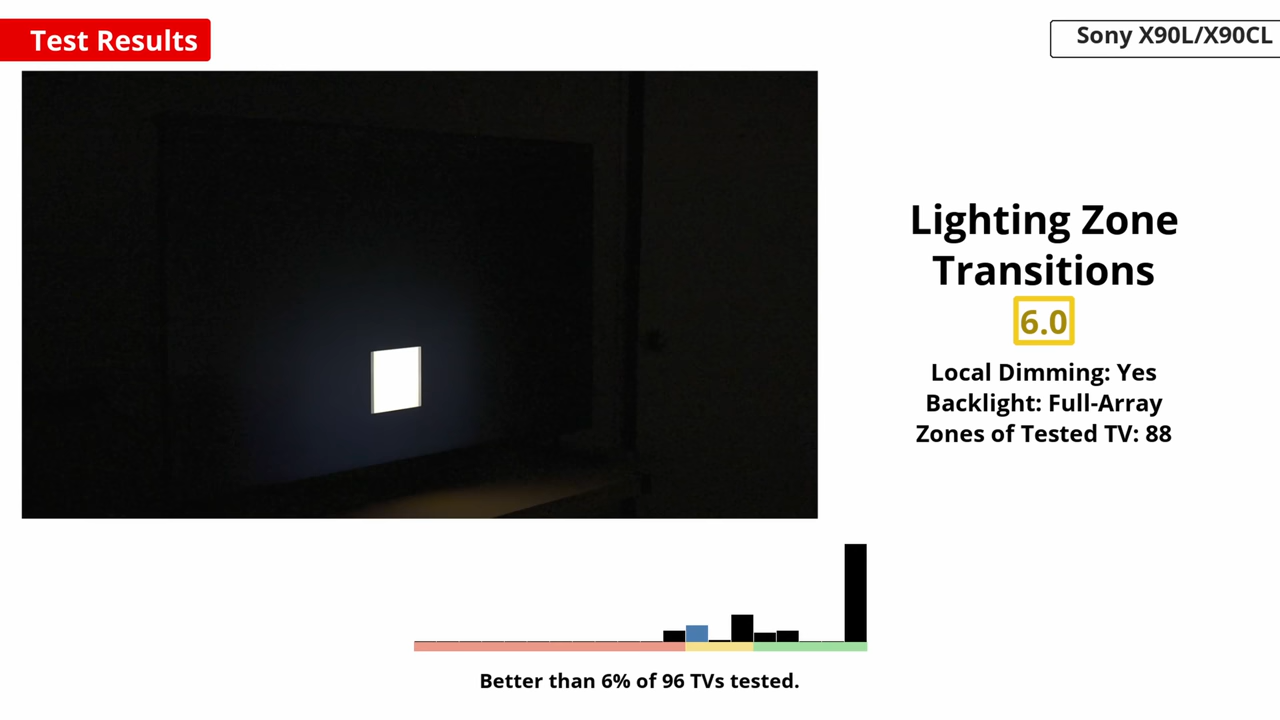 Test Results
Sony X90L/X90CL
Lighting Zone
Transitions
6.0
Local Dimming: Yes
Backlight: Full-Array
Zones of Tested TV: 88
Better than 6% of 96 TVs tested.